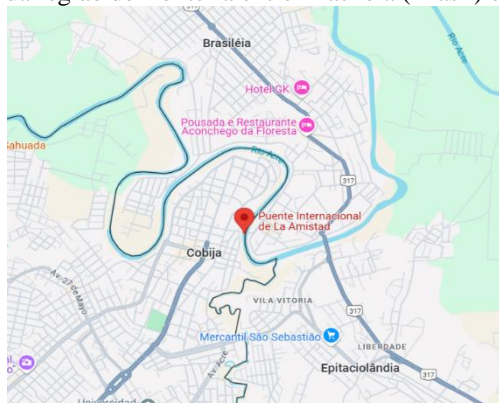 Brasiléia
Rio Acre
Hotel GK
Pousada e Restaurante
Aconchego da Floresta
Rio Acre
317
Puente Internacional
de La Amistad
Cobija
Av. 27 de Mayo
317
VILA VITORIA
Mercantil São Sebastião
LIBERDADE
Av. Acre
Epitaciolândia
317